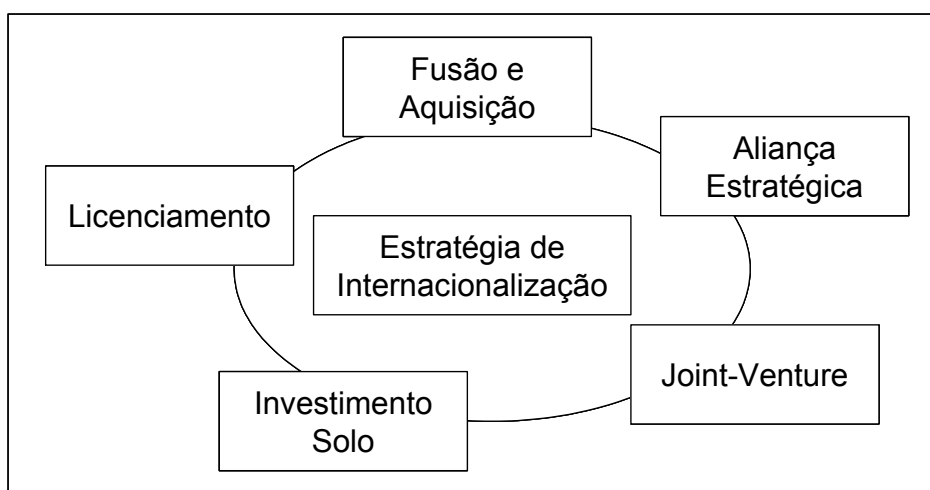 Fusão e
Aquisição
Aliança
Estratégica
Licenciamento
Estratégia de
Internacionalização
Joint-Venture
Investimento
Solo